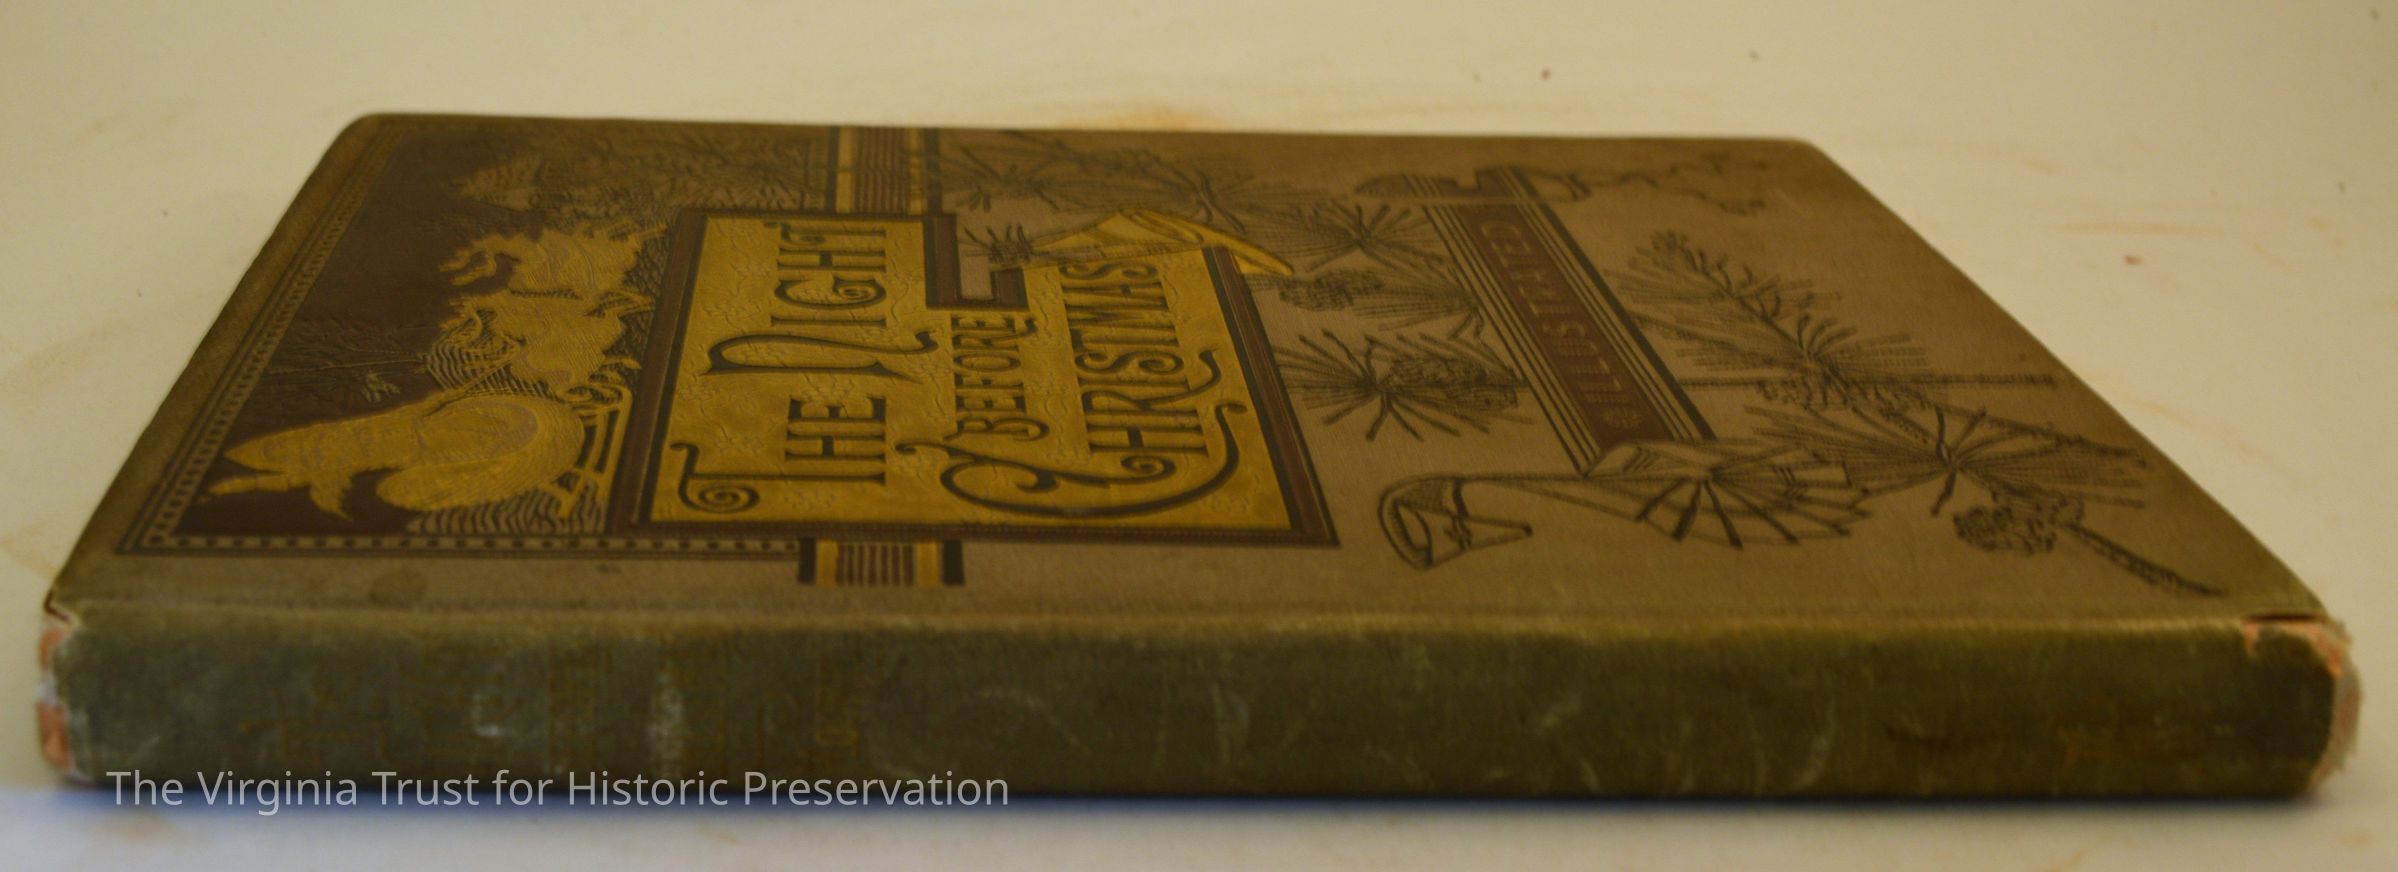 THE NIGHT
BEFORE
CHRISTMAS
ILLUSTRATED
The Virginia Trust for Historic Preservation